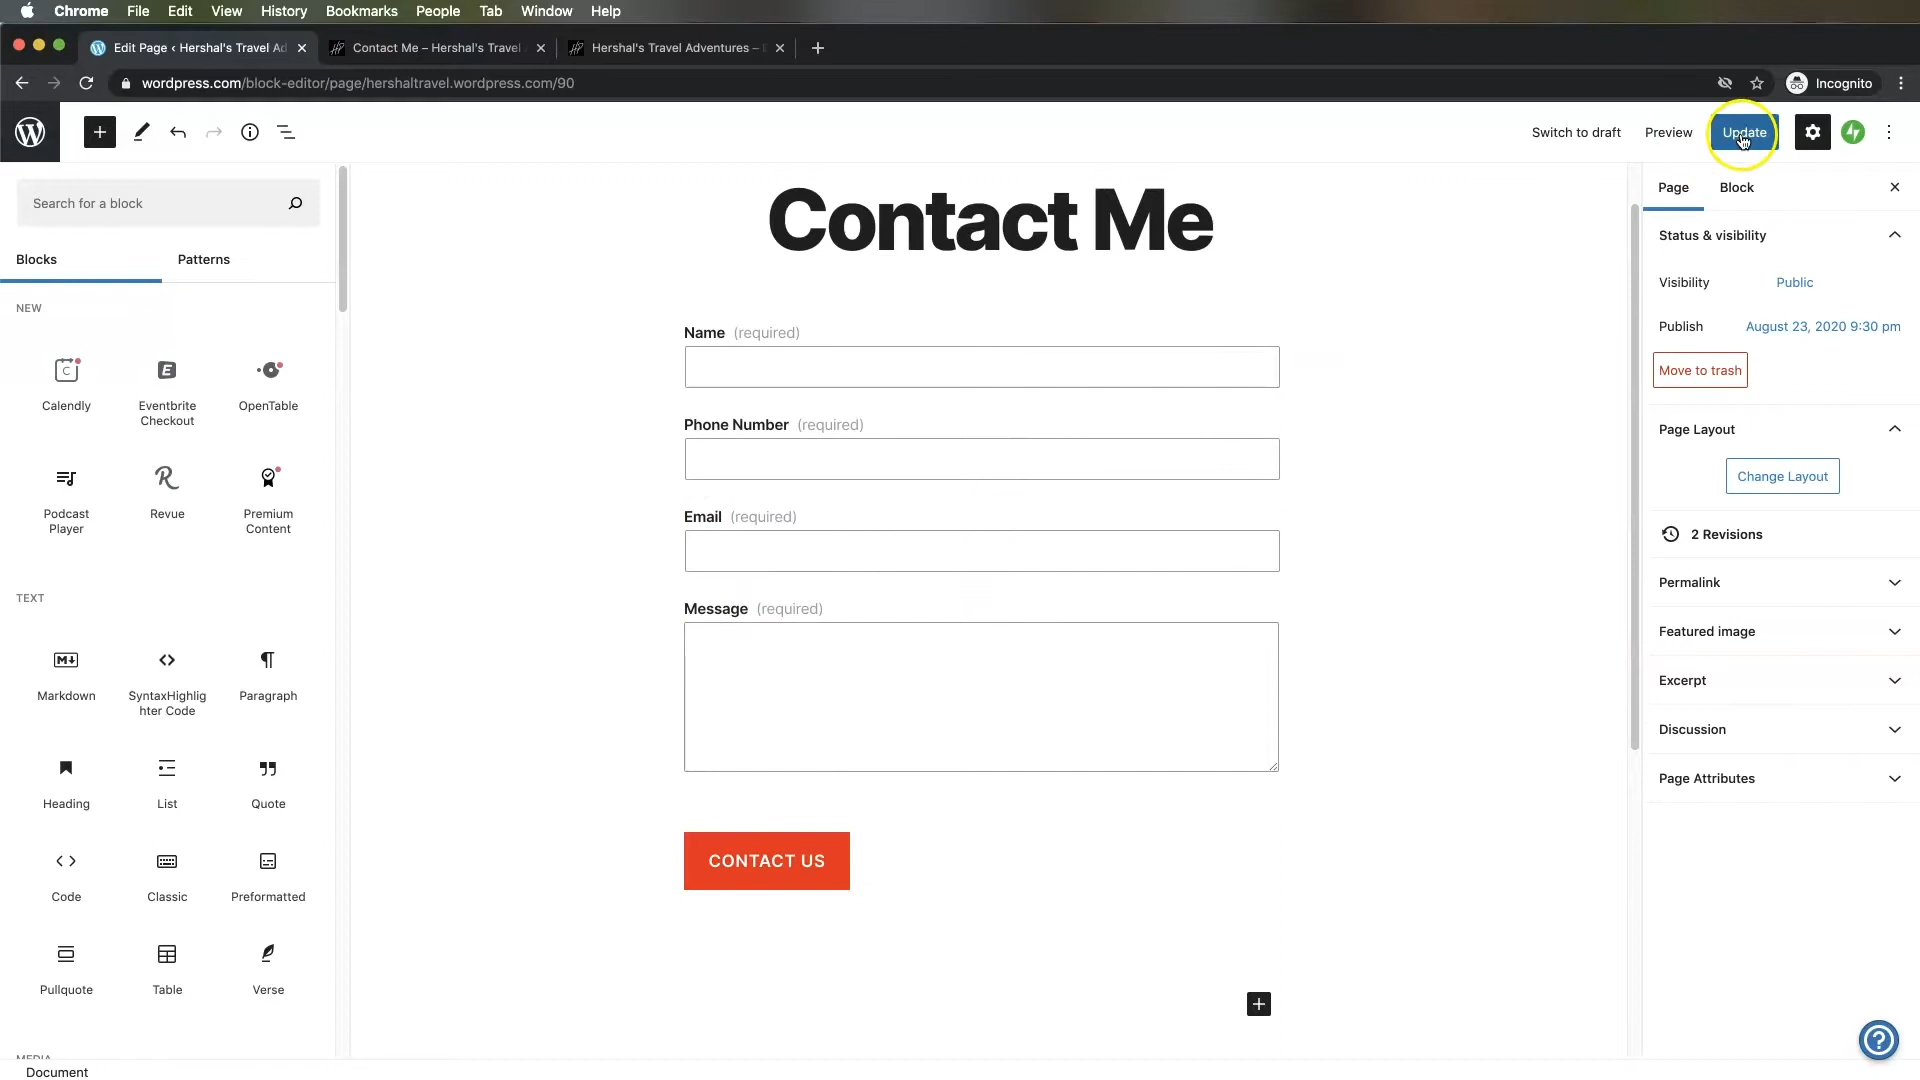 Chrome File Edit View History Bookmarks People Tab Window Help
Edit Page ‹ Hershal's Travel Ad
Contact Me – Hershal's Travel
Hershal's Travel Adventures –
wordpress.com/block-editor/page/hershaltravel.wordpress.com/90
Incognito
Switch to draft
Preview
Update
Search for a block
Blocks
Patterns
NEW
Calendly
Eventbrite
Checkout
OpenTable
Podcast
Player
Revue
Premium
Content
TEXT
Markdown
SyntaxHighlig
hter Code
Paragraph
Heading
List
Quote
Code
Classic
Preformatted
Pullquote
Table
Verse
MEDIA
Document
Contact Me
Name (required)
Phone Number (required)
Email (required)
Message (required)
CONTACT US
Page
Block
Status & visibility
Visibility
Public
Publish
August 23, 2020 9:30 pm
Move to trash
Page Layout
Change Layout
2 Revisions
Permalink
Featured image
Excerpt
Discussion
Page Attributes